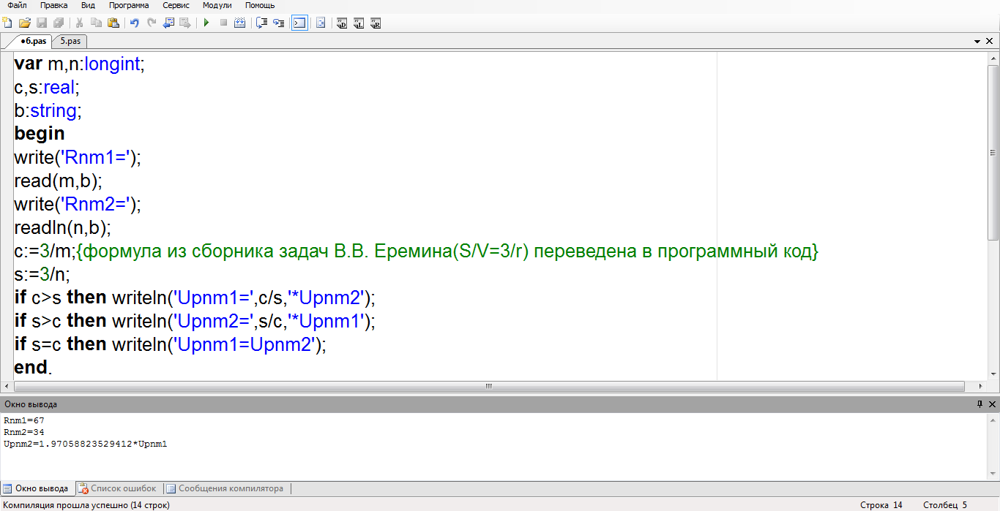 Файл Правка Вид Программа Сервис Модули Помощь
•6.pas 5.pas
var m,n:longint;
c,s:real;
b:string;
begin
write('Rnm1=');
read(m,b);
write('Rnm2=');
readln(n,b);
c:=3/m;{формула из сборника задач В.В. Еремина(S/V=3/r) переведена в программный код}
s:=3/n;
if c>s then writeln('Upnm1=',c/s,'*Upnm2');
if s>c then writeln('Upnm2=',s/c,'*Upnm1');
if s=c then writeln('Upnm1=Upnm2');
end.
Окно вывода
Rnm1=67
Rnm2=34
Upnm2=1.97058823529412*Upnm1
Окно вывода Список ошибок Сообщения компилятора
Компиляция прошла успешно (14 строк) Строка 14 Столбец 5